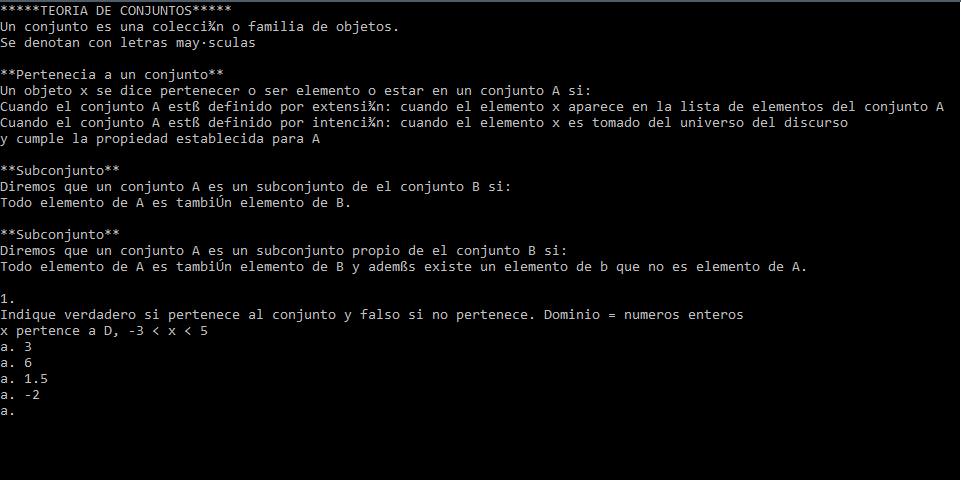 *****TEORIA DE CONJUNTOS*****
Un conjunto es una colecci¾n o familia de objetos.
Se denotan con letras may·sculas
**Pertenecia a un conjunto**
Un objeto x se dice pertenecer o ser elemento o estar en un conjunto A si:
Cuando el conjunto A estß definido por extensi¾n: cuando el elemento x aparece en la lista de elementos del conjunto A
Cuando el conjunto A estß definido por intenci¾n: cuando el elemento x es tomado del universo del discurso
y cumple la propiedad establecida para A
**Subconjunto**
Diremos que un conjunto A es un subconjunto de el conjunto B si:
Todo elemento de A es tambiÚn elemento de B.
**Subconjunto**
Diremos que un conjunto A es un subconjunto propio de el conjunto B si:
Todo elemento de A es tambiÚn elemento de B y ademßs existe un elemento de b que no es elemento de A.
1.
Indique verdadero si pertenece al conjunto y falso si no pertenece. Dominio = numeros enteros
x pertence a D, -3 < x < 5
a. 3
a. 6
a. 1.5
a. -2
a.